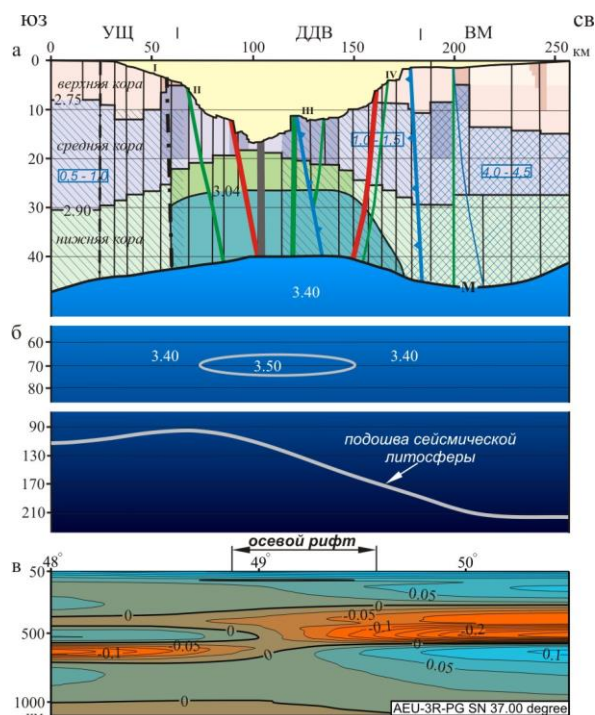 ЮЗ СВ
УЩ I ДДВ I ВМ
а 0 50 100 150 200 250 км
0
10
20
30
40
I II III IV
верхняя кора
2.75
средняя кора
0,5 - 1,0
1,0 - 1,5
4,0 - 4,5
2.90
нижняя кора
3.04
М
3.40
б
60
70
80
3.40 3.50 3.40
90
130
170
210
подошва сейсмической
литосферы
осевой рифт
в 48° 49° 50°
50
500
1000
0.05
0 0
-0.05
-0.1 -0.2
0
-0.05
-0.1
0
0.05 0.1
0 0
AEU-3R-PG SN 37.00 degree